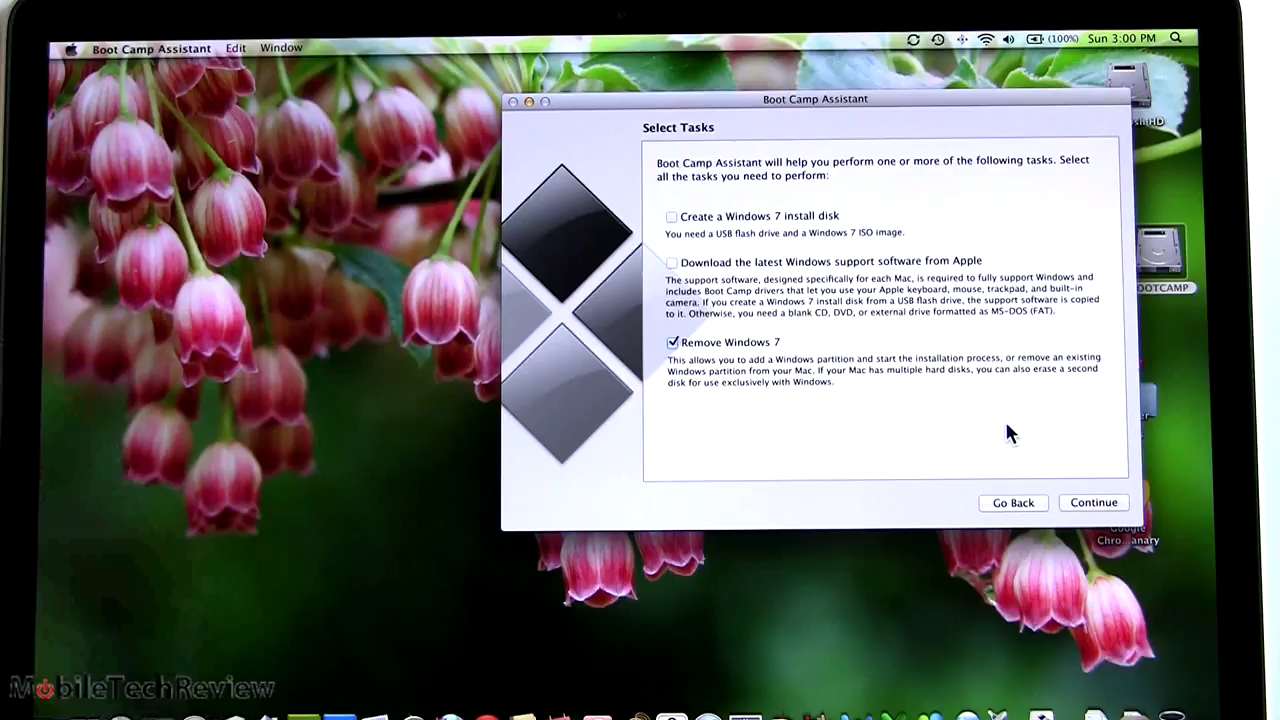 Boot Camp Assistant Edit Window
(100%) Sun 3:00 PM
Boot Camp Assistant
Select Tasks
Boot Camp Assistant will help you perform one or more of the following tasks. Select
all the tasks you need to perform:
Create a Windows 7 install disk
You need a USB flash drive and a Windows 7 ISO image.
Download the latest Windows support software from Apple
The support software, designed specifically for each Mac, is required to fully support Windows and
includes Boot Camp drivers that let you use your Apple keyboard, mouse, trackpad, and built-in
camera. If you create a Windows 7 install disk from a USB flash drive, the support software is copied
to it. Otherwise, you need a blank CD, DVD, or external drive formatted as MS-DOS (FAT).
Remove Windows 7
This allows you to add a Windows partition and start the installation process, or remove an existing
Windows partition from your Mac. If your Mac has multiple hard disks, you can also erase a second
disk for use exclusively with Windows.
Go Back Continue
HD
OOTCAMP
Google
Chro...anary
MobileTechReview